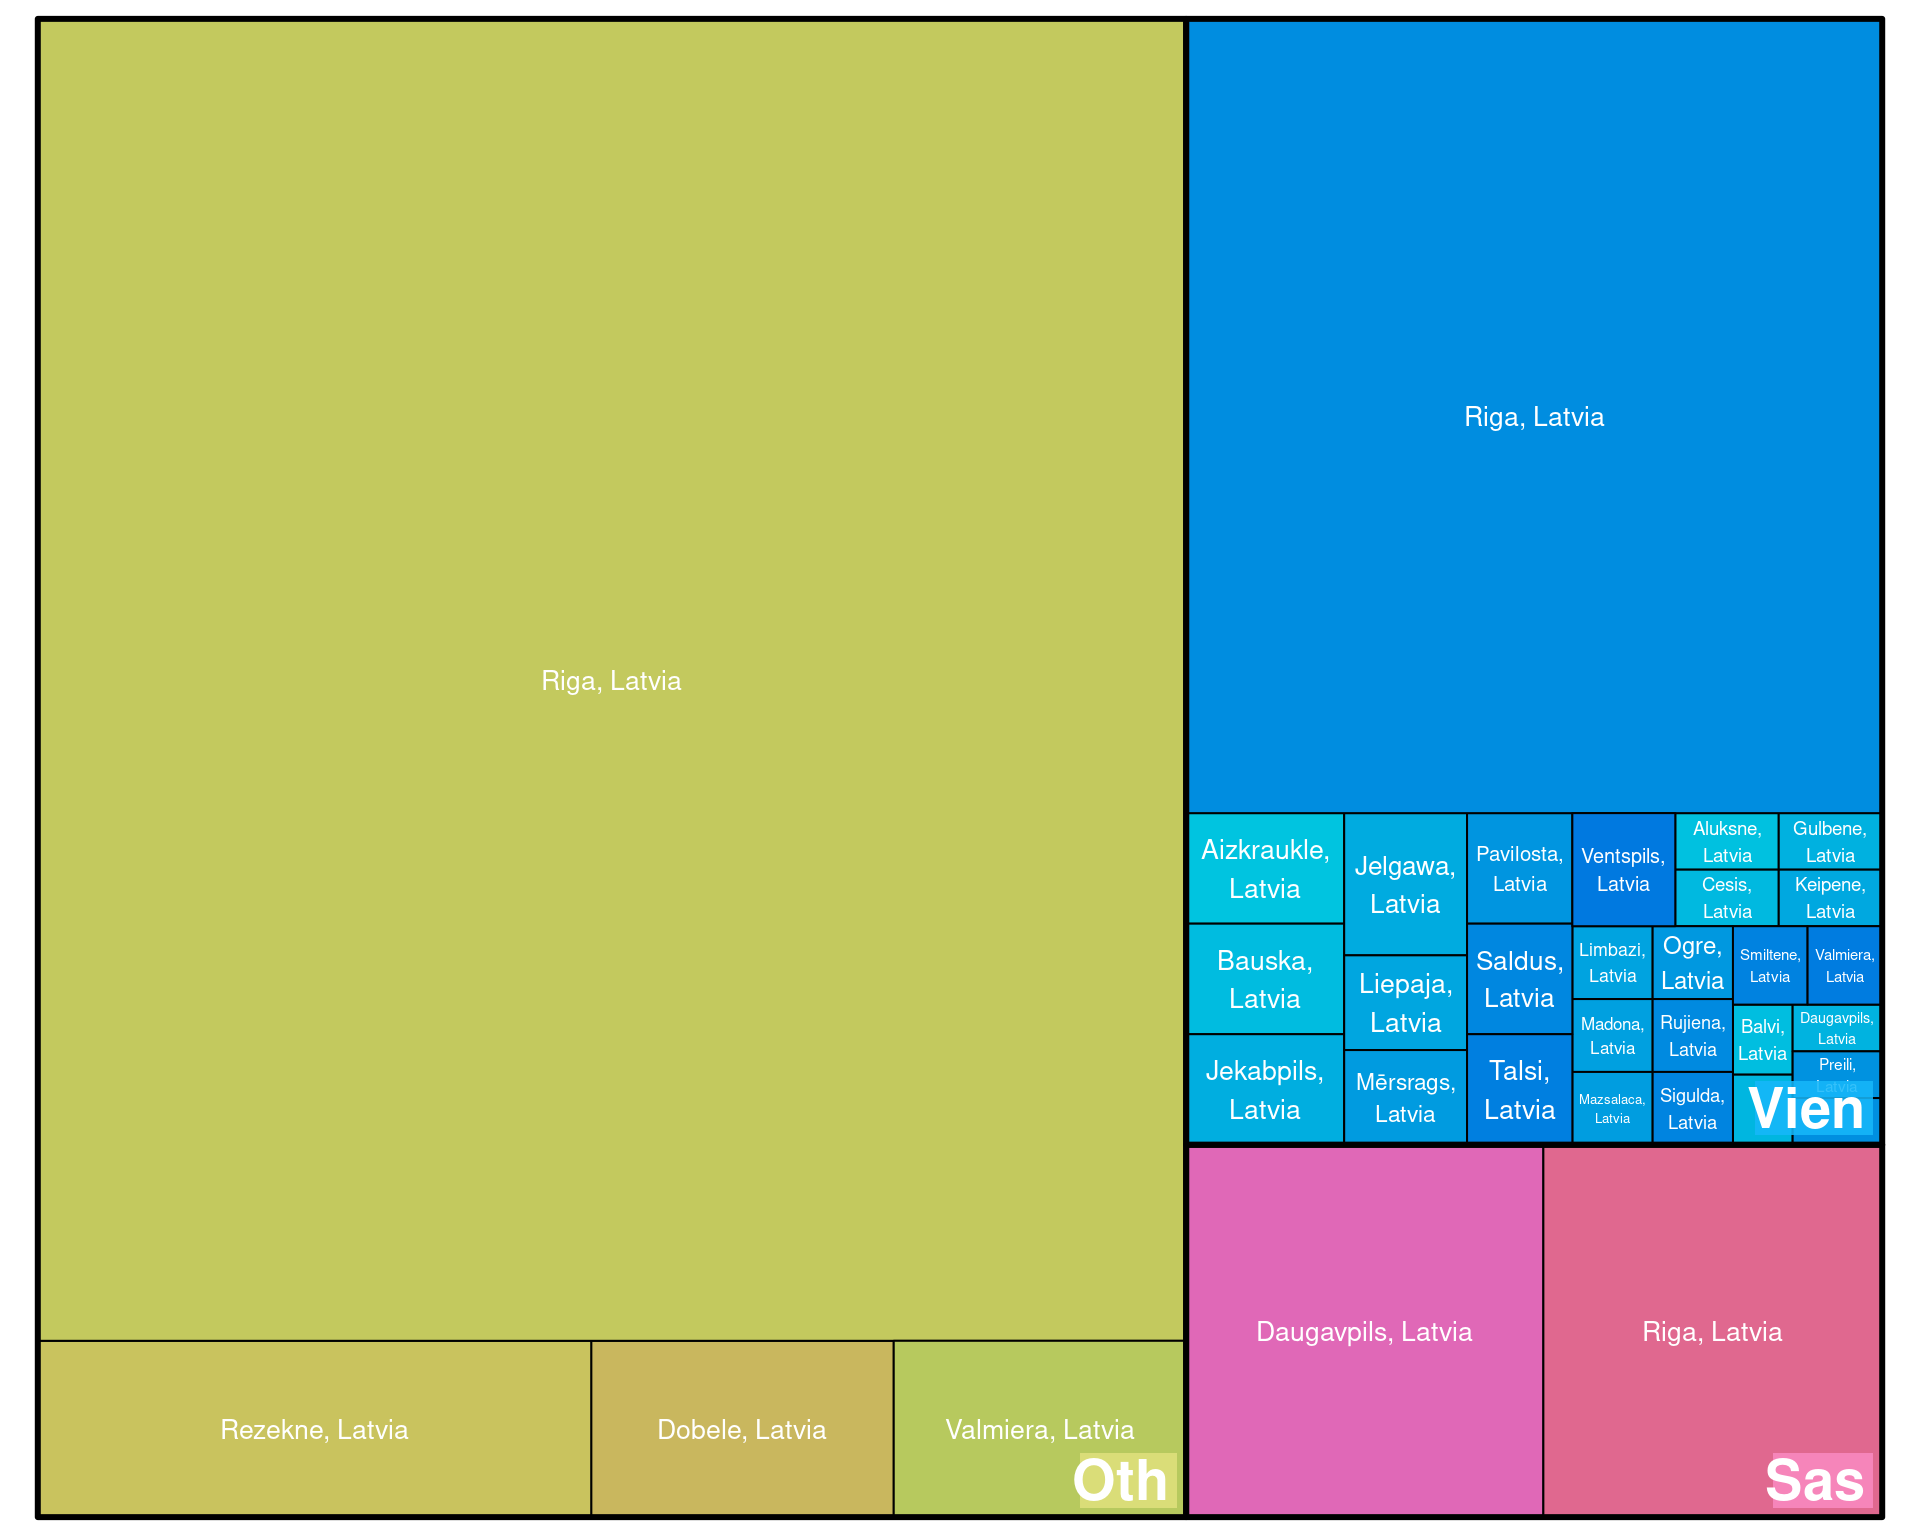 Riga, Latvia
Rezekne, Latvia
Dobele, Latvia
Valmiera, Latvia
Oth
Riga, Latvia
Aizkraukle,
Latvia
Bauska,
Latvia
Jekabpils,
Latvia
Jelgawa,
Latvia
Liepaja,
Latvia
Mērsrags,
Latvia
Pavilosta,
Latvia
Saldus,
Latvia
Talsi,
Latvia
Ventspils,
Latvia
Aluksne,
Latvia
Gulbene,
Latvia
Cesis,
Latvia
Keipene,
Latvia
Limbazi,
Latvia
Madona,
Latvia
Mazsalaca,
Latvia
Ogre,
Latvia
Rujiena,
Latvia
Sigulda,
Latvia
Smiltene,
Latvia
Valmiera,
Latvia
Balvi,
Latvia
Daugavpils,
Latvia
Preili,
Latvia
Vien
Daugavpils, Latvia
Riga, Latvia
Sas